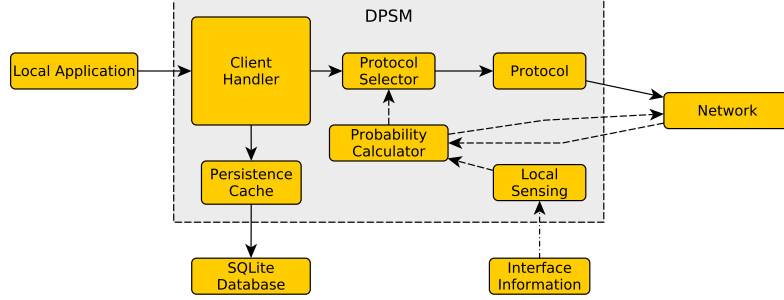 DPSM
Local Application
Client
Handler
Protocol
Selector
Protocol
Network
Probability
Calculator
Persistence
Cache
Local
Sensing
SQLite
Database
Interface
Information